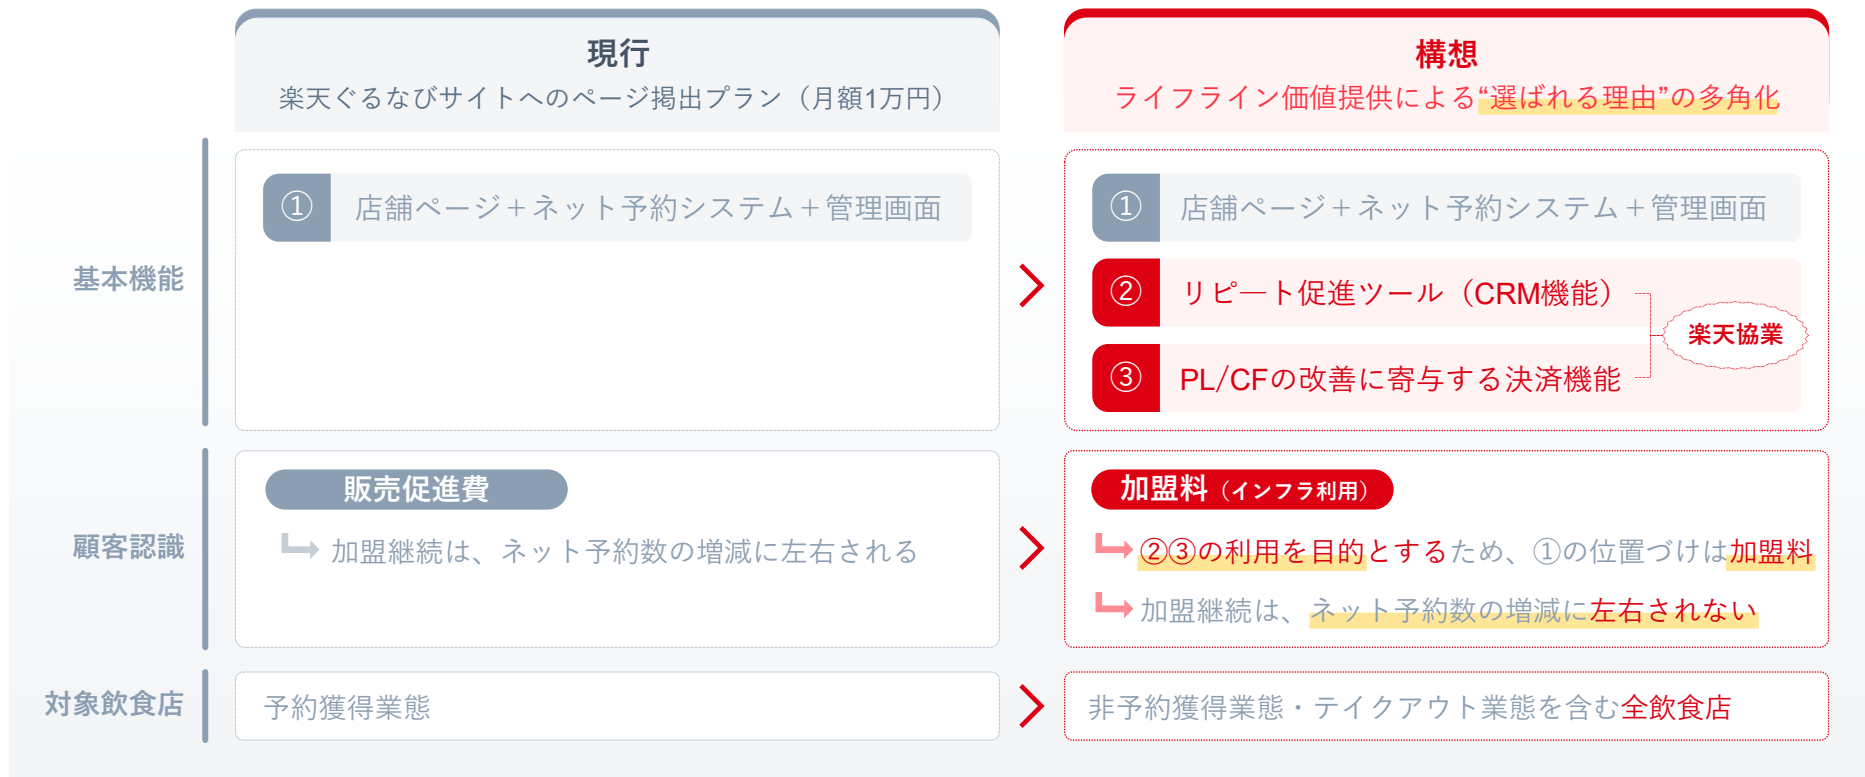 現行
楽天ぐるなびサイトへのページ掲出プラン（月額1万円）
構想
ライフライン価値提供による“選ばれる理由”の多角化
基本機能
① 店舗ページ＋ネット予約システム＋管理画面
① 店舗ページ＋ネット予約システム＋管理画面
② リピート促進ツール（CRM機能）
③ PL/CFの改善に寄与する決済機能
楽天協業
顧客認識
販売促進費
加盟継続は、ネット予約数の増減に左右される
加盟料（インフラ利用）
②③の利用を目的とするため、①の位置づけは加盟料
加盟継続は、ネット予約数の増減に左右されない
対象飲食店
予約獲得業態
非予約獲得業態・テイクアウト業態を含む全飲食店